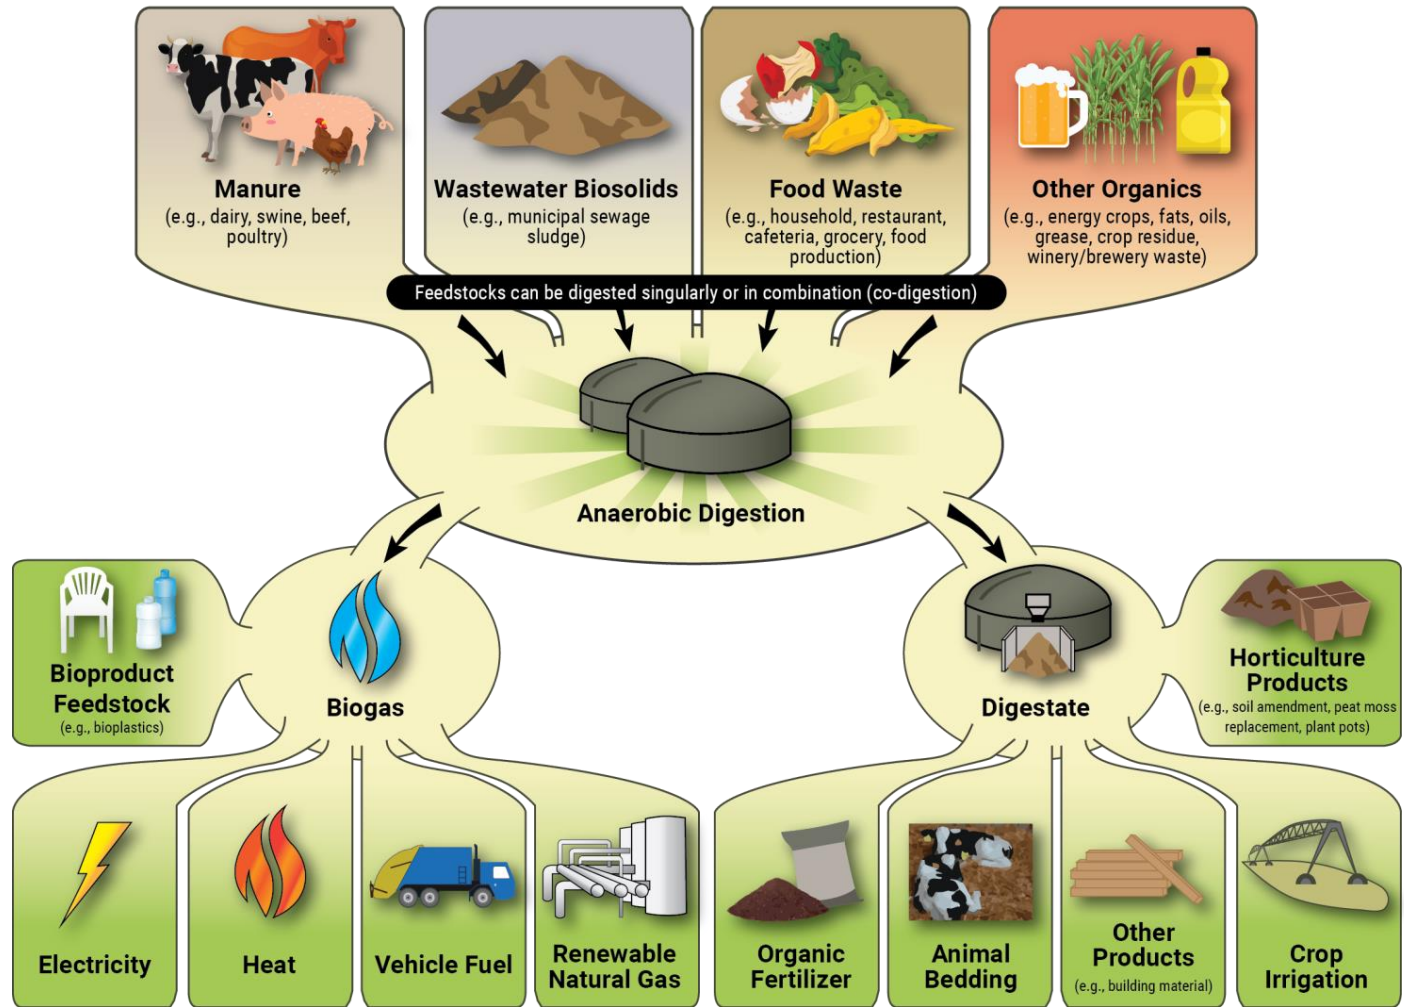 Manure
(e.g., dairy, swine, beef,
poultry)
Wastewater Biosolids
(e.g., municipal sewage
sludge)
Food Waste
(e.g., household, restaurant,
cafeteria, grocery, food
production)
Other Organics
(e.g., energy crops, fats, oils,
grease, crop residue,
winery/brewery waste)
Feedstocks can be digested singularly or in combination (co-digestion)
Anaerobic Digestion
Bioproduct
Feedstock
(e.g., bioplastics)
Biogas
Digestate
Horticulture
Products
(e.g., soil amendment, peat moss
replacement, plant pots)
Electricity
Heat
Vehicle Fuel
Renewable
Natural Gas
Organic
Fertilizer
Animal
Bedding
Other
Products
(e.g., building material)
Crop
Irrigation